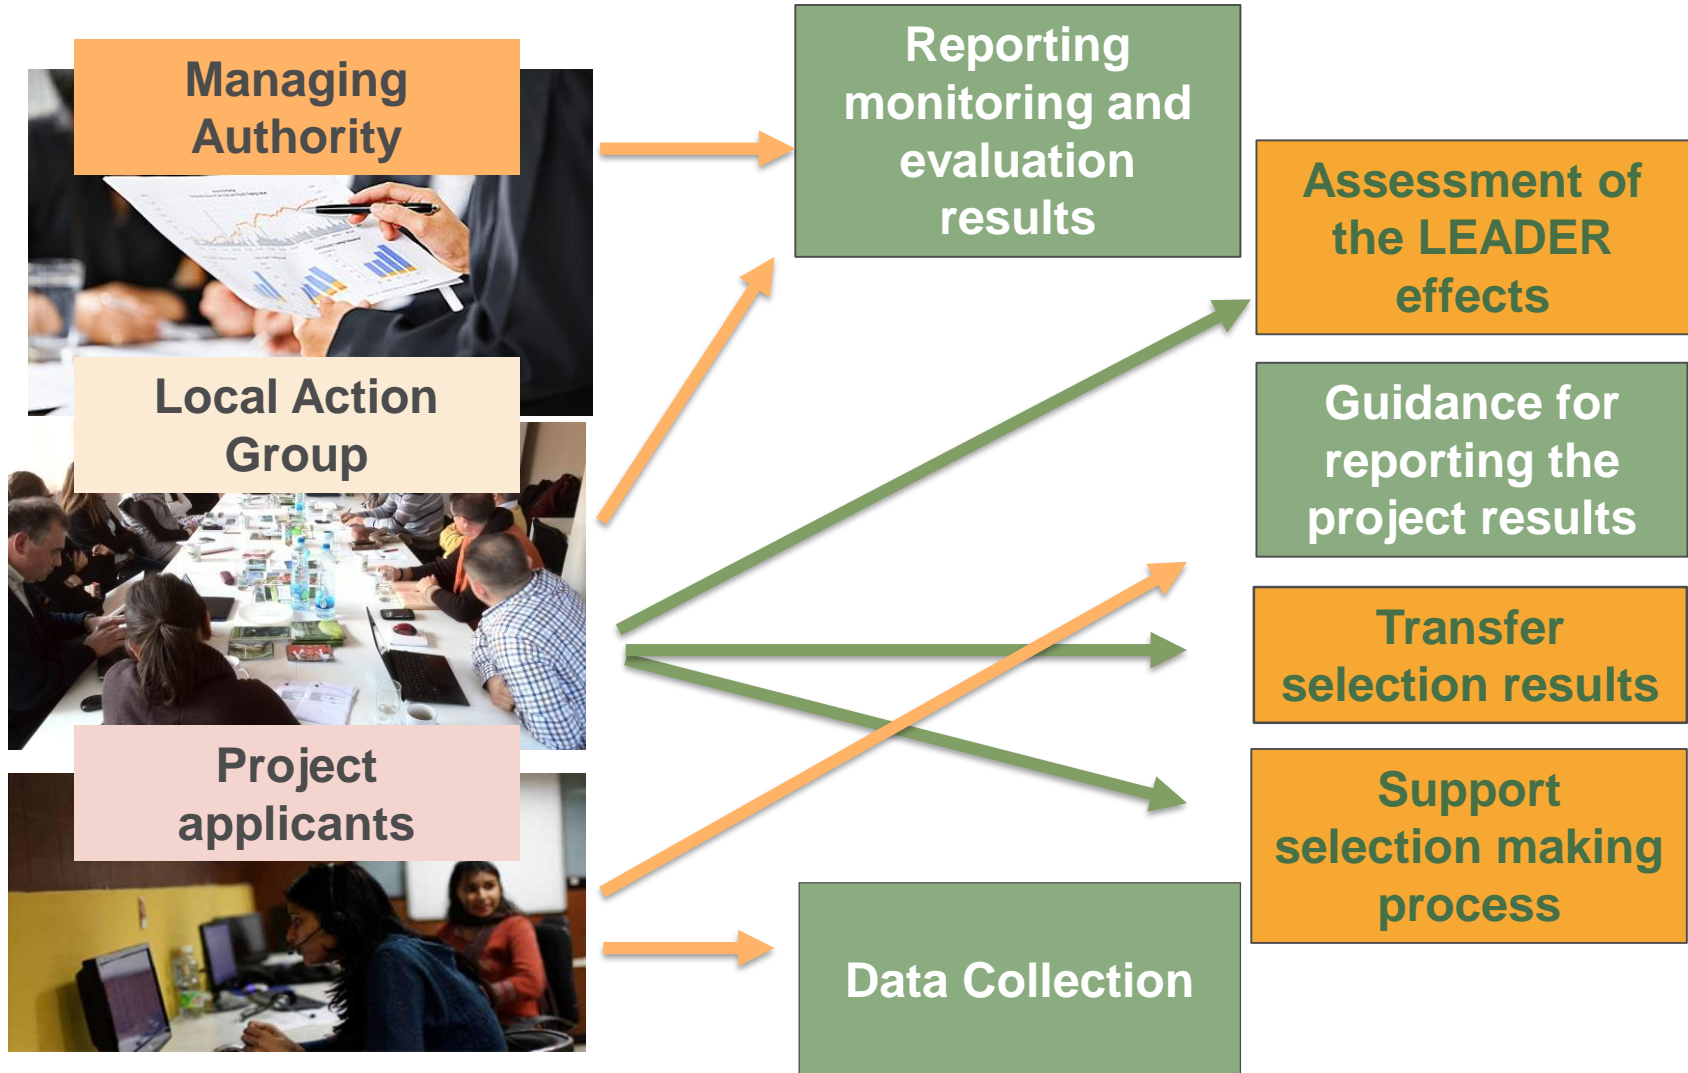 Managing
Authority
Local Action
Group
Project
applicants
Reporting
monitoring and
evaluation
results
Data Collection
Assessment of
the LEADER
effects
Guidance for
reporting the
project results
Transfer
selection results
Support
selection making
process